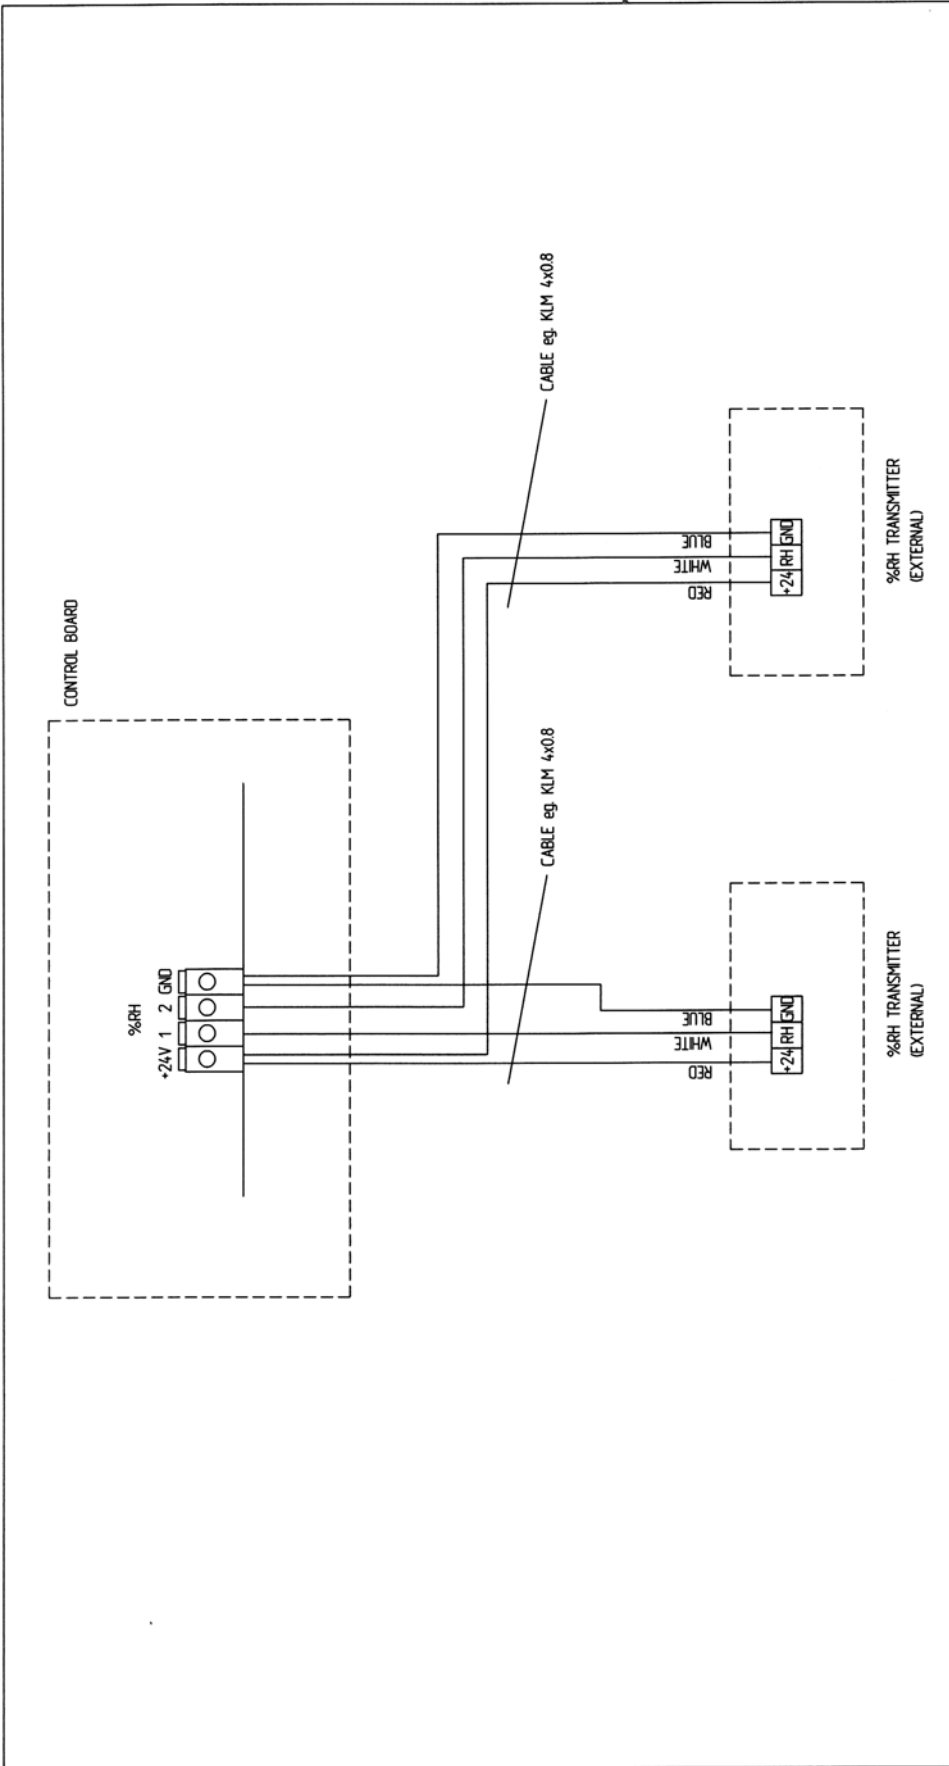 CONTROL BOARD
%RH
+24V 1 2 GND
CABLE eg. KLM 4x0.8
CABLE eg. KLM 4x0.8
RED
WHITE
BLUE
+24 RH GND
%RH TRANSMITTER
(EXTERNAL)
RED
WHITE
BLUE
+24 RH GND
%RH TRANSMITTER
(EXTERNAL)